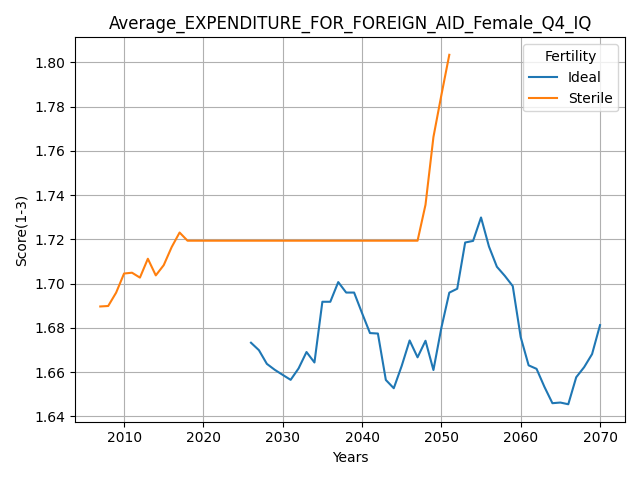 Average_EXPENDITURE_FOR_FOREIGN_AID_Female_Q4_IQ
Fertility
Ideal
Sterile
Score(1-3)
1.80
1.78
1.76
1.74
1.72
1.70
1.68
1.66
1.64
2010 2020 2030 2040 2050 2060 2070
Years